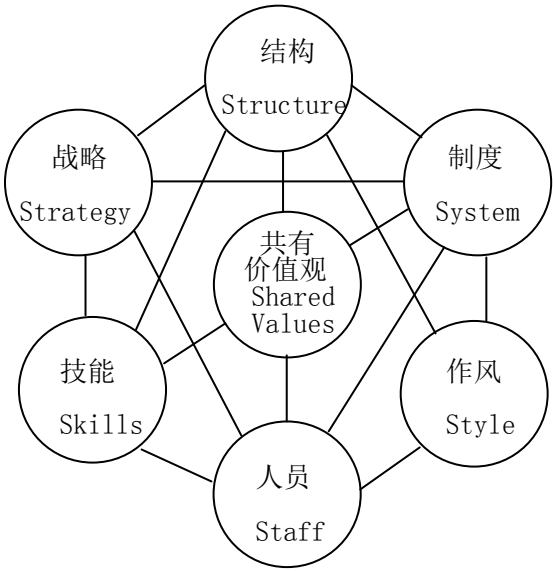 结构
Structure
战略
Strategy
制度
System
共有
价值观
Shared
Values
技能
Skills
作风
Style
人员
Staff